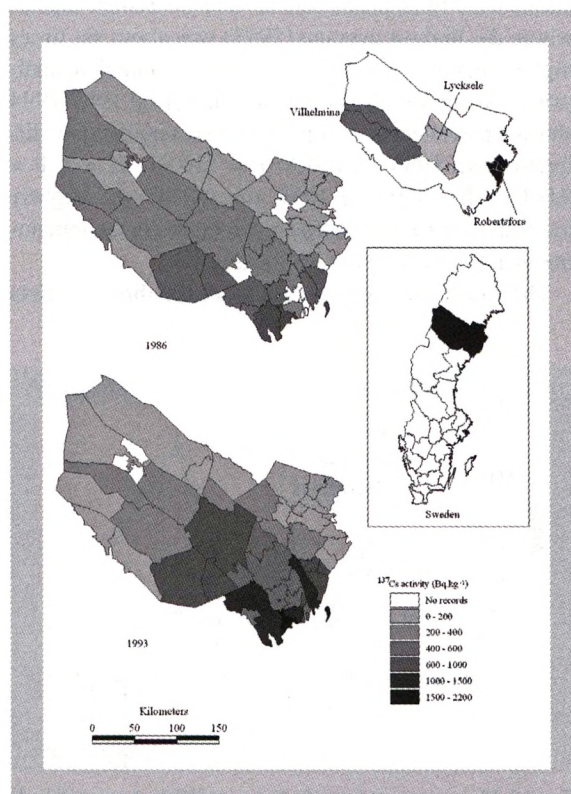 Lycksele
Vilhelmina
Robertsfors
1986
Sweden
1993
¹³⁷Cs activity (Bq.kg⁻¹)
No records
0 - 200
200 - 400
400 - 600
600 - 1000
1000 - 1500
1500 - 2200
Kilometers
0 50 100 150